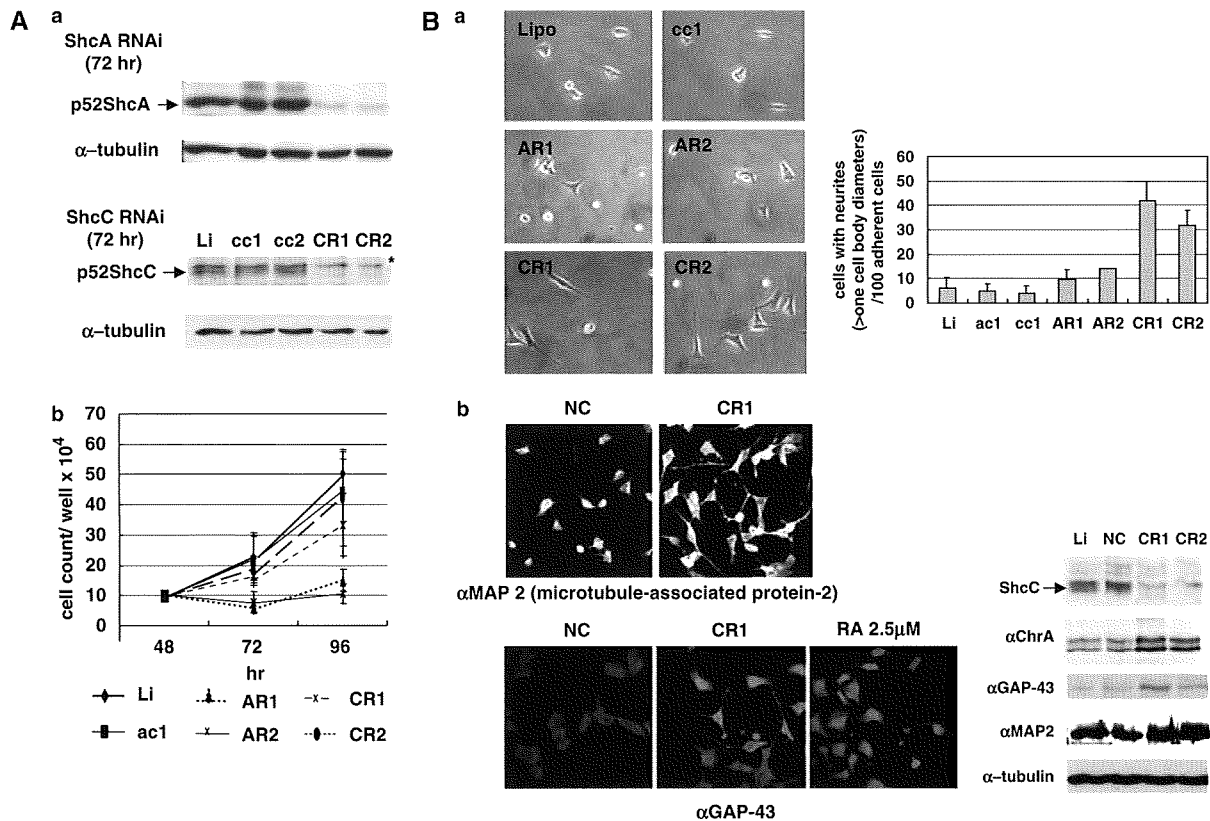 A
a
ShcA RNAi
(72 hr)
p52ShcA
α–tubulin
ShcC RNAi
(72 hr)
Li cc1 cc2 CR1 CR2
*
p52ShcC
α–tubulin
b
cell count/ well x 10⁴
70
60
50
40
30
20
10
0
48 72 96
hr
Li AR1 CR1
ac1 AR2 CR2
B
a
Lipo cc1
AR1 AR2
CR1 CR2
cells with neurites
(>one cell body diameters)
/100 adherent cells
60
50
40
30
20
10
0
Li ac1 cc1 AR1 AR2 CR1 CR2
b
NC CR1
αMAP 2 (microtubule-associated protein-2)
NC CR1 RA 2.5μM
αGAP-43
Li NC CR1 CR2
ShcC
αChrA
αGAP-43
αMAP2
α–tubulin